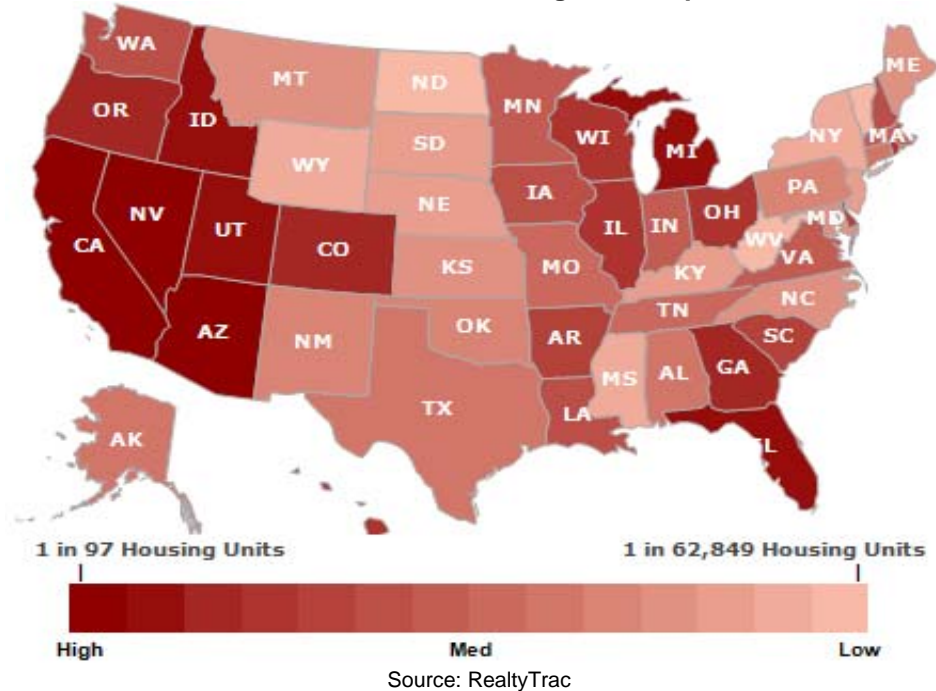 WA
MT
ND
ME
OR
ID
MN
NY
MA
WY
SD
WI
MI
PA
NV
UT
CO
NE
IA
IL
IN
OH
MD
WV
VA
CA
KS
MO
KY
NC
AZ
NM
OK
AR
TN
SC
TX
LA
MS
AL
GA
AK
1 in 97 Housing Units
1 in 62,849 Housing Units
High
Med
Low
Source: RealtyTrac